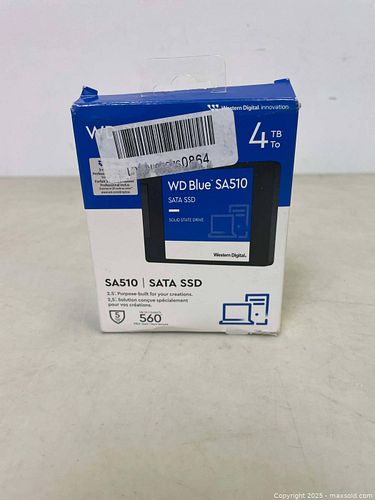 Western Digital. innovation
4 TB
To
0864
WD Blue™ SA510
SATA SSD
SOLID STATE DRIVE
Western Digital.
SA510 | SATA SSD
2.5". Purpose-built for your creations.
2,5". Solution conçue spécialement
pour vos créations.
5
560
Copyright 2025 - maxsold.com